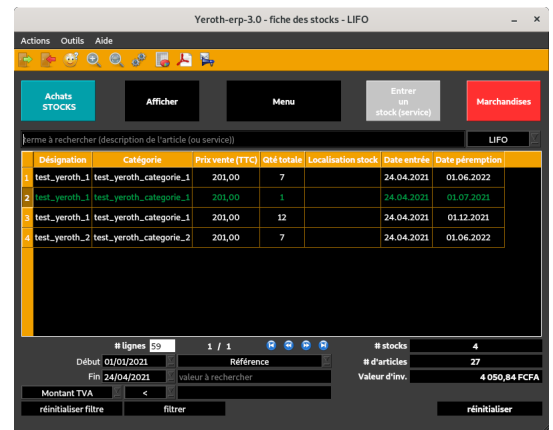 Yeroth-erp-3.0 - fiche des stocks - LIFO
Actions Outils Aide
Achats
STOCKS
Afficher
Menu
Entrer
un
stock (service)
Marchandises
terme à rechercher (description de l'article (ou service))
LIFO
Désignation Catégorie Prix vente (TTC) Qté totale Localisation stock Date entrée Date péremption
1 test_yeroth_1 test_yeroth_categorie_1 201,00 7 24.04.2021 01.06.2022
2 test_yeroth_1 test_yeroth_categorie_1 201,00 1 24.04.2021 01.07.2021
3 test_yeroth_1 test_yeroth_categorie_1 201,00 12 24.04.2021 01.12.2021
4 test_yeroth_2 test_yeroth_categorie_2 201,00 7 24.04.2021 01.06.2022
# lignes 59 1 / 1 # stocks 4
Début 01/01/2021 Référence # d'articles 27
Fin 24/04/2021 valeur à rechercher Valeur d'inv. 4 050,84 FCFA
Montant TVA <
réinitialiser filtre filtrer réinitialiser